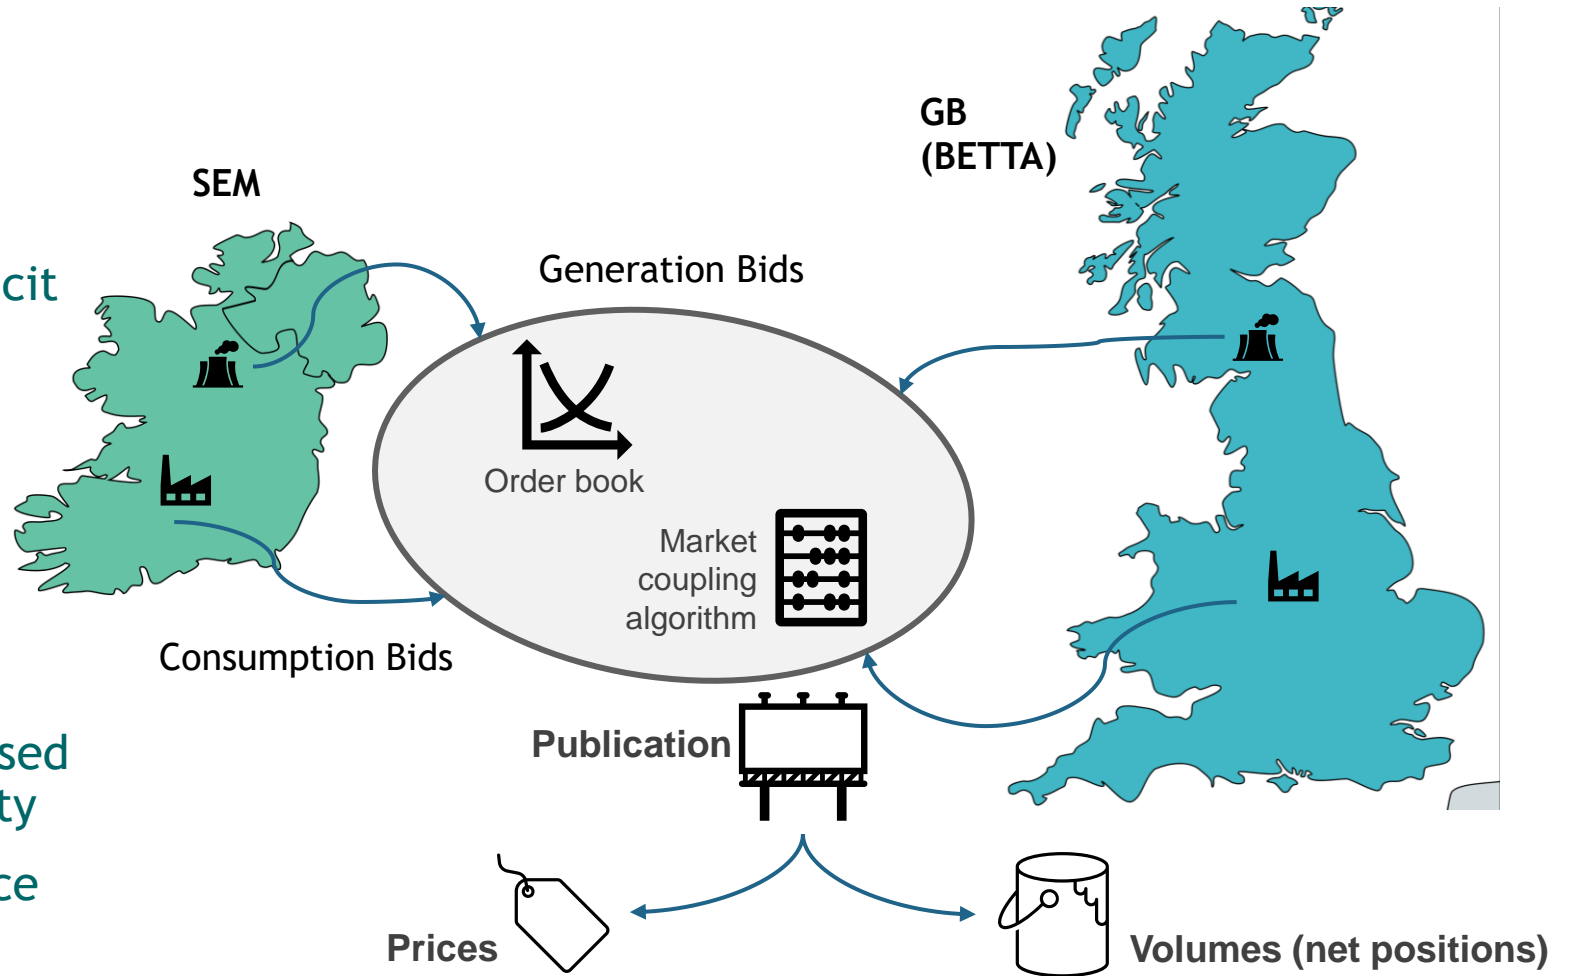 GB
(BETTA)
SEM
cit
Generation Bids
Order book
Market
coupling
algorithm
Consumption Bids
sed
ty
ce
Publication
Prices
Volumes (net positions)